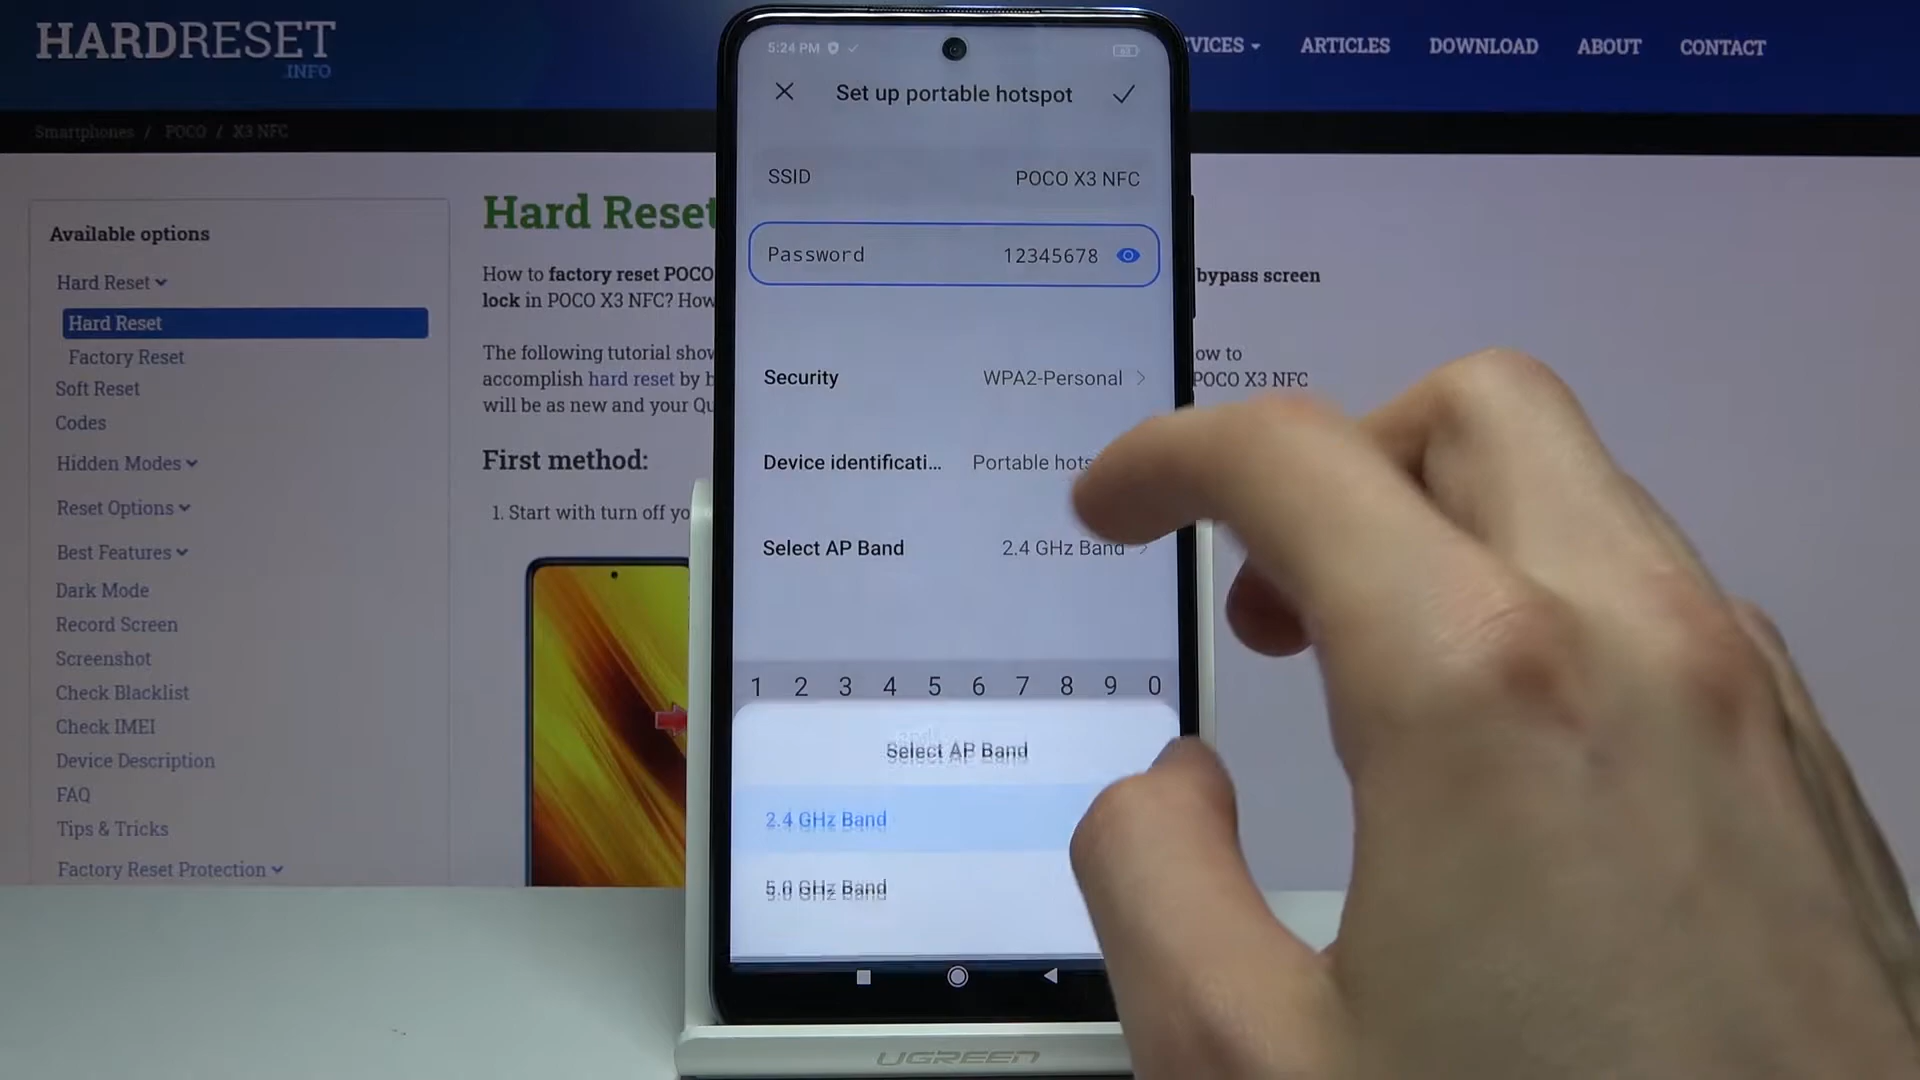 HARDRESET
.INFO
VICES
ARTICLES
DOWNLOAD
ABOUT
CONTACT
Smartphones / POCO / X3 NFC
Available options
Hard Reset
Hard Reset
Factory Reset
Soft Reset
Codes
Hidden Modes
Reset Options
Best Features
Dark Mode
Record Screen
Screenshot
Check Blacklist
Check IMEI
Device Description
FAQ
Tips & Tricks
Factory Reset Protection
Hard Reset
How to factory reset POCO
bypass screen
lock in POCO X3 NFC? How
The following tutorial show
ow to
accomplish hard reset by
POCO X3 NFC
will be as new and your Qu
First method:
1. Start with turn off yo
5:24 PM
63
Set up portable hotspot
SSID
POCO X3 NFC
Password
12345678
Security
WPA2-Personal
Device identificati...
Portable hots
Select AP Band
2.4 GHz Band
1 2 3 4 5 6 7 8 9 0
Select AP Band
2.4 GHz Band
5.0 GHz Band
UGREEN